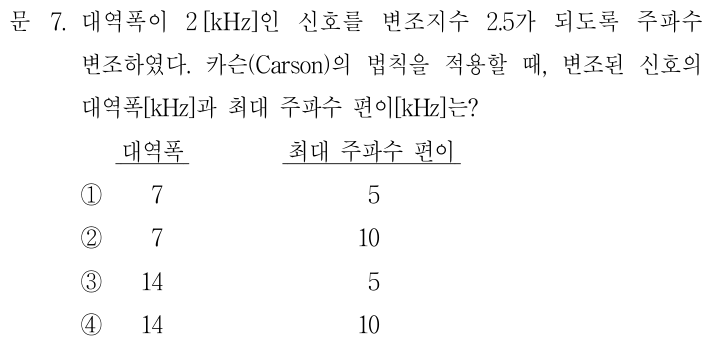 문 7. 대역폭이 2 [kHz]인 신호를 변조지수 2.5가 되도록 주파수
변조하였다. 카슨(Carson)의 법칙을 적용할 때, 변조된 신호의
대역폭[kHz]과 최대 주파수 편이[kHz]는?
대역폭 최대 주파수 편이
① 7 5
② 7 10
③ 14 5
④ 14 10